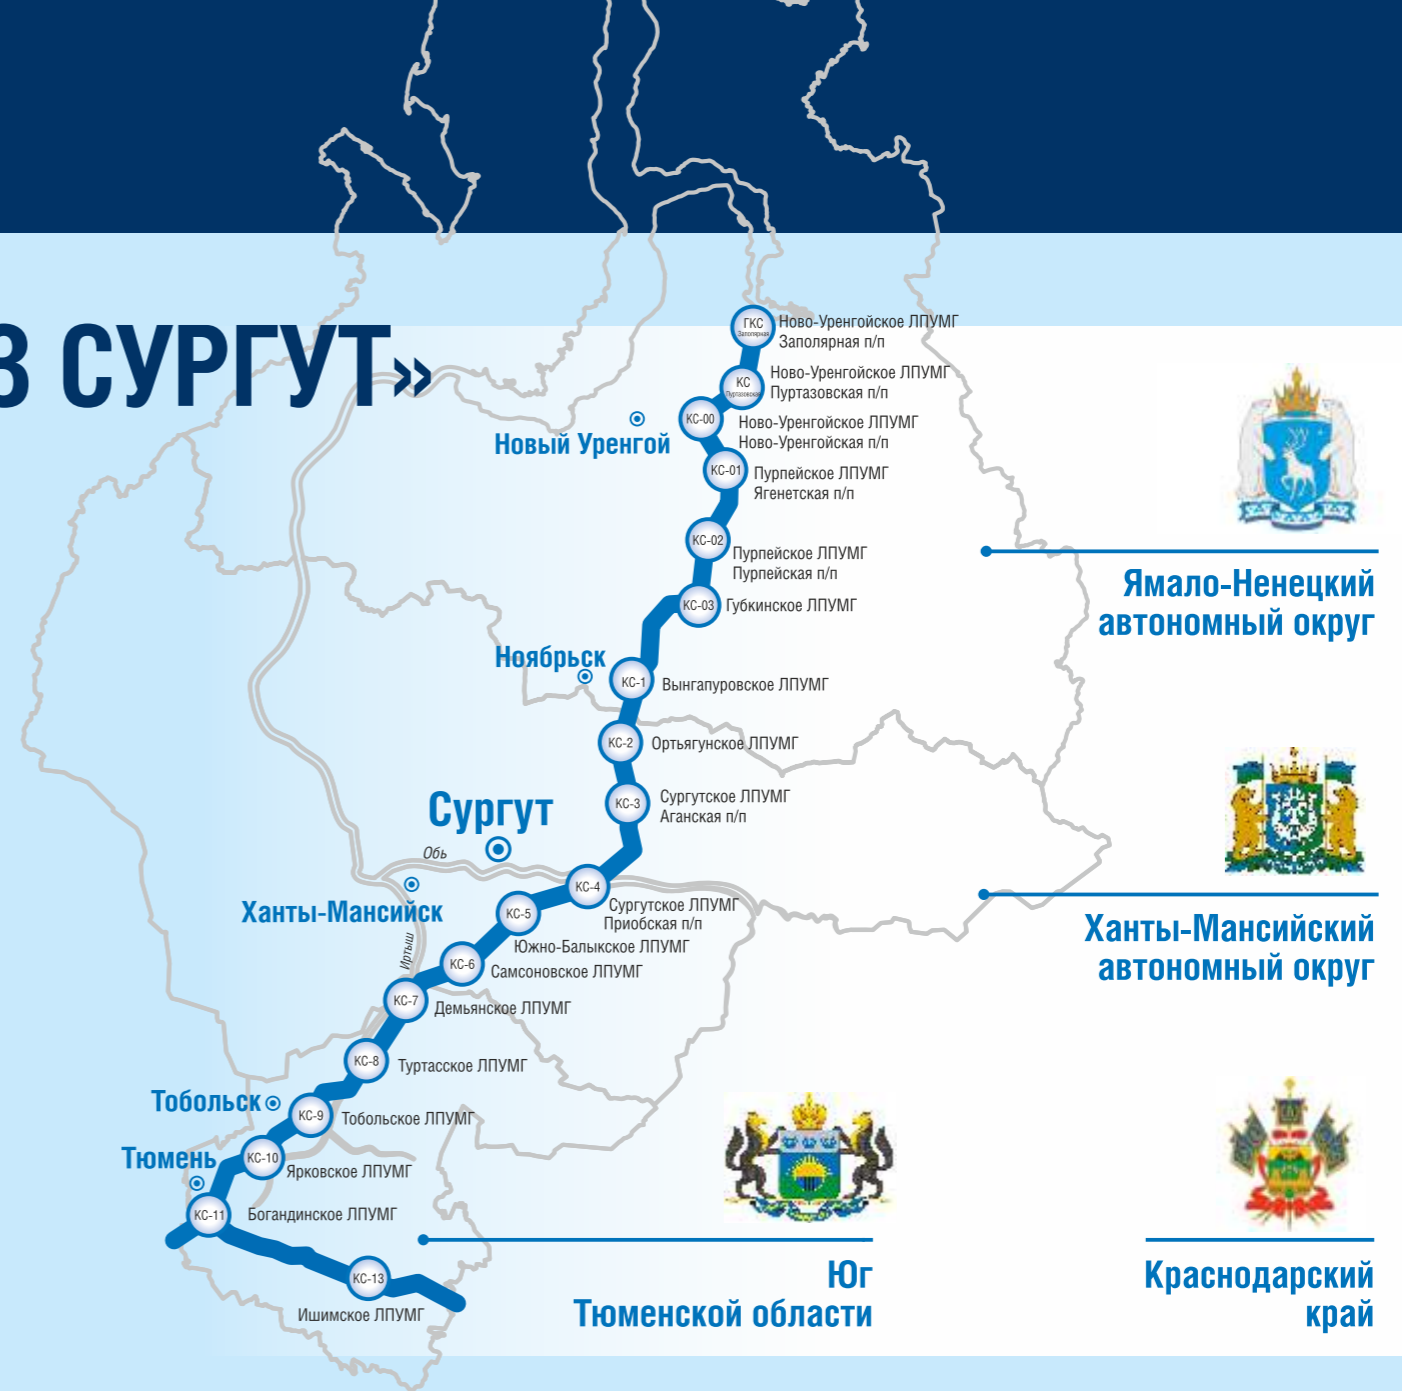 З СУРГУТ»
ГКС
Заполярная
Ново-Уренгойское ЛПУМГ
Заполярная п/п
КС
Пуртазовская
Ново-Уренгойское ЛПУМГ
Пуртазовская п/п
КС-00
Ново-Уренгойское ЛПУМГ
Ново-Уренгойская п/п
Новый Уренгой
КС-01
Пурпейское ЛПУМГ
Ягенетская п/п
КС-02
Пурпейское ЛПУМГ
Пурпейская п/п
Ямало-Ненецкий
автономный округ
КС-03
Губкинское ЛПУМГ
Ноябрьск
КС-1
Вынгапуровское ЛПУМГ
КС-2
Ортьягунское ЛПУМГ
КС-3
Сургутское ЛПУМГ
Аганская п/п
Сургут
Обь
КС-4
Сургутское ЛПУМГ
Приобская п/п
Ханты-Мансийск
КС-5
Южно-Балыкское ЛПУМГ
Ханты-Мансийский
автономный округ
Иртыш
КС-6
Самсоновское ЛПУМГ
КС-7
Демьянское ЛПУМГ
КС-8
Туртасское ЛПУМГ
Тобольск
КС-9
Тобольское ЛПУМГ
Тюмень
КС-10
Ярковское ЛПУМГ
КС-11
Богандинское ЛПУМГ
КС-13
Ишимское ЛПУМГ
Юг
Тюменской области
Краснодарский
край